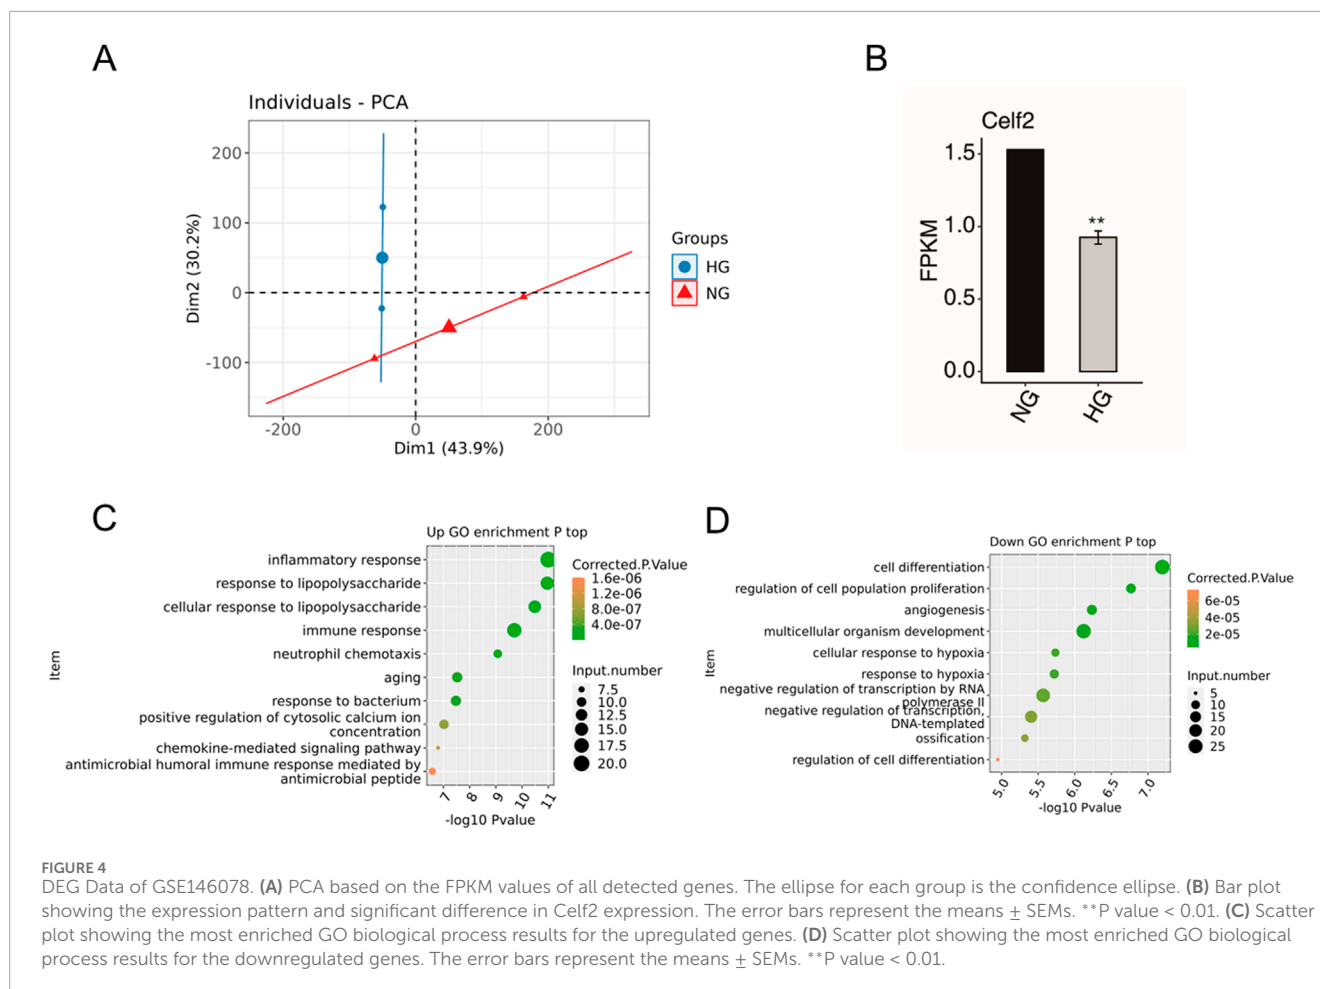 A
Individuals - PCA
Dim2 (30.2%)
200
100
0
-100
-200
0
200
Dim1 (43.9%)
Groups
HG
NG
B
Celf2
FPKM
1.5
1.0
0.5
0.0
**
NG
HG
C
Up GO enrichment P top
Item
inflammatory response
response to lipopolysaccharide
cellular response to lipopolysaccharide
immune response
neutrophil chemotaxis
aging
response to bacterium
positive regulation of cytosolic calcium ion
concentration
chemokine-mediated signaling pathway
antimicrobial humoral immune response mediated by
antimicrobial peptide
7
8
9
10
11
-log10 Pvalue
Corrected.P.Value
1.6e-06
1.2e-06
8.0e-07
4.0e-07
Input.number
7.5
10.0
12.5
15.0
17.5
20.0
D
Down GO enrichment P top
Item
cell differentiation
regulation of cell population proliferation
angiogenesis
multicellular organism development
cellular response to hypoxia
response to hypoxia
negative regulation of transcription by RNA
polymerase II
negative regulation of transcription,
DNA-templated
ossification
regulation of cell differentiation
5.0
5.5
6.0
6.5
7.0
-log10 Pvalue
Corrected.P.Value
6e-05
4e-05
2e-05
Input.number
5
10
15
20
25
FIGURE 4
DEG Data of GSE146078. (A) PCA based on the FPKM values of all detected genes. The ellipse for each group is the confidence ellipse. (B) Bar plot
showing the expression pattern and significant difference in Celf2 expression. The error bars represent the means ± SEMs. **P value < 0.01. (C) Scatter
plot showing the most enriched GO biological process results for the upregulated genes. (D) Scatter plot showing the most enriched GO biological
process results for the downregulated genes. The error bars represent the means ± SEMs. **P value < 0.01.